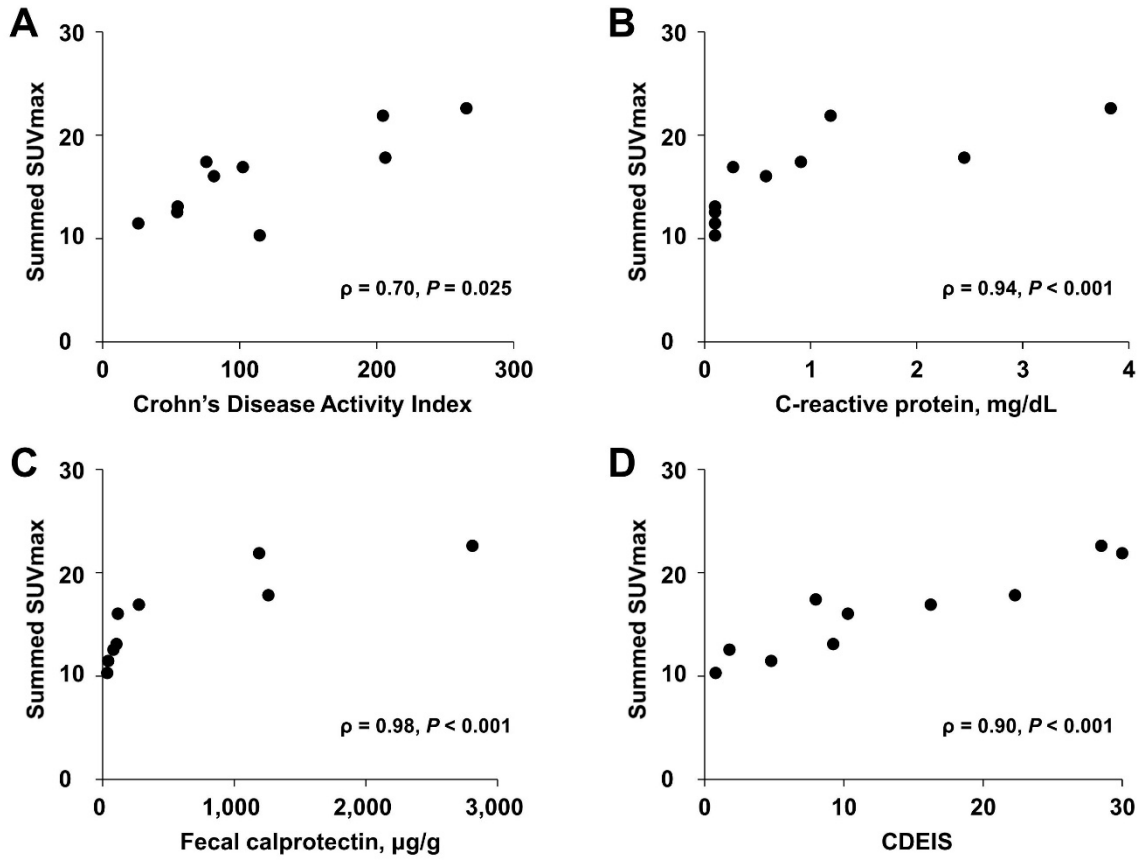 A
30
20
10
0
Summed SUVmax
ρ = 0.70, P = 0.025
0 100 200 300
Crohn’s Disease Activity Index
B
30
20
10
0
Summed SUVmax
ρ = 0.94, P < 0.001
0 1 2 3 4
C-reactive protein, mg/dL
C
30
20
10
0
Summed SUVmax
ρ = 0.98, P < 0.001
0 1,000 2,000 3,000
Fecal calprotectin, μg/g
D
30
20
10
0
Summed SUVmax
ρ = 0.90, P < 0.001
0 10 20 30
CDEIS